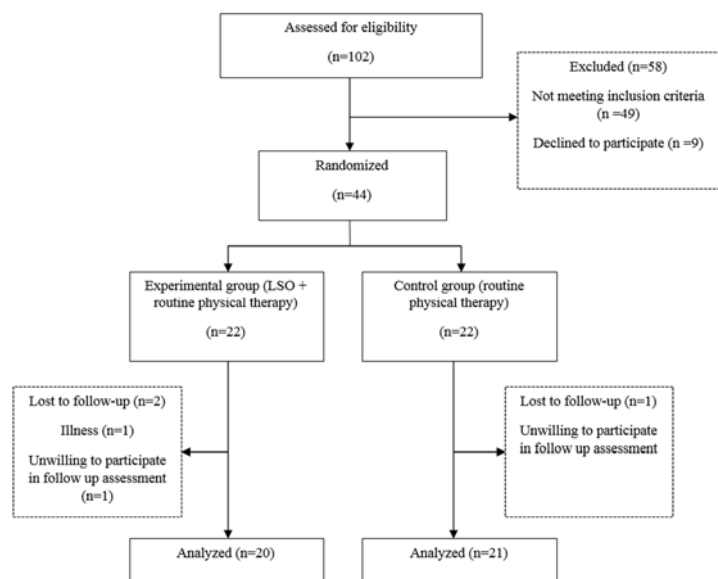 Assessed for eligibility
(n=102)
Excluded (n=58)
Not meeting inclusion criteria
(n =49)
Declined to participate (n =9)
Randomized
(n=44)
Experimental group (LSO +
routine physical therapy)
(n=22)
Control group (routine
physical therapy)
(n=22)
Lost to follow-up (n=2)
Illness (n=1)
Unwilling to participate
in follow up assessment
(n=1)
Lost to follow-up (n=1)
Unwilling to participate
in follow up assessment
Analyzed (n=20)
Analyzed (n=21)